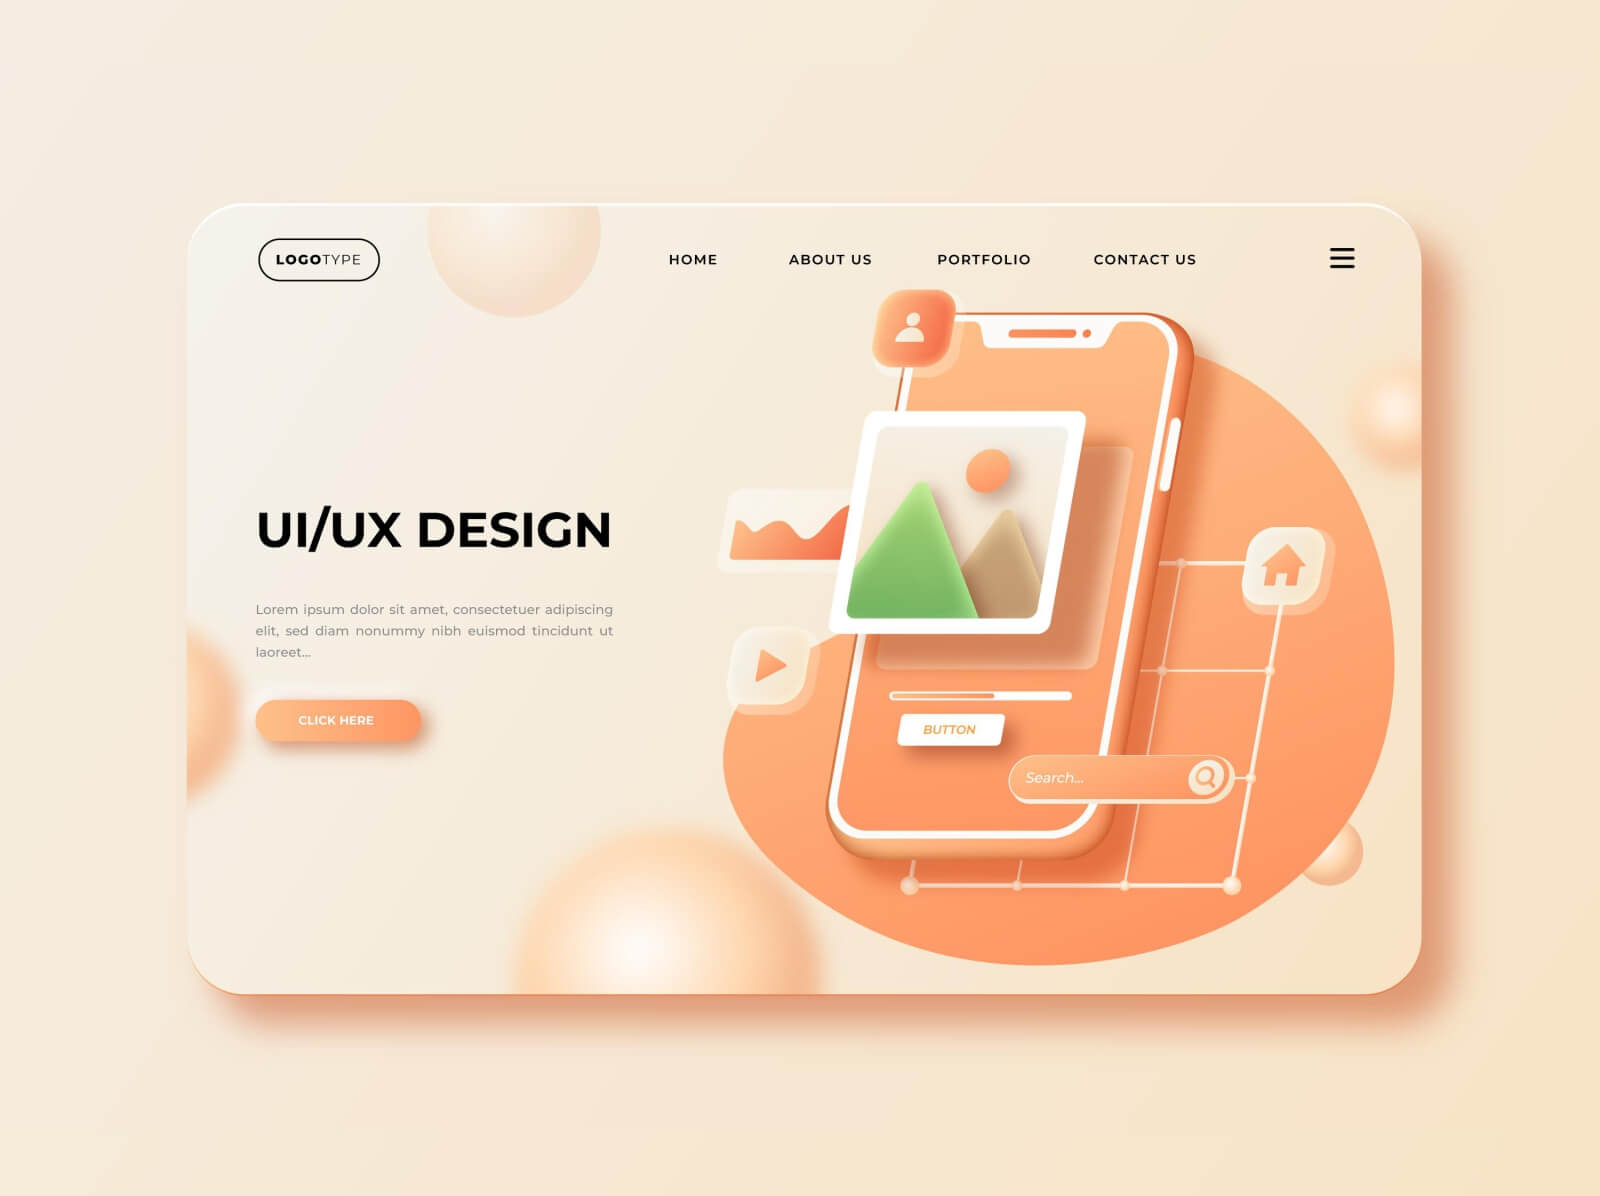 LOGOTYPE
HOME ABOUT US PORTFOLIO CONTACT US
UI/UX DESIGN
Lorem ipsum dolor sit amet, consectetuer adipiscing
elit, sed diam nonummy nibh euismod tincidunt ut
laoreet...
CLICK HERE
BUTTON
Search...